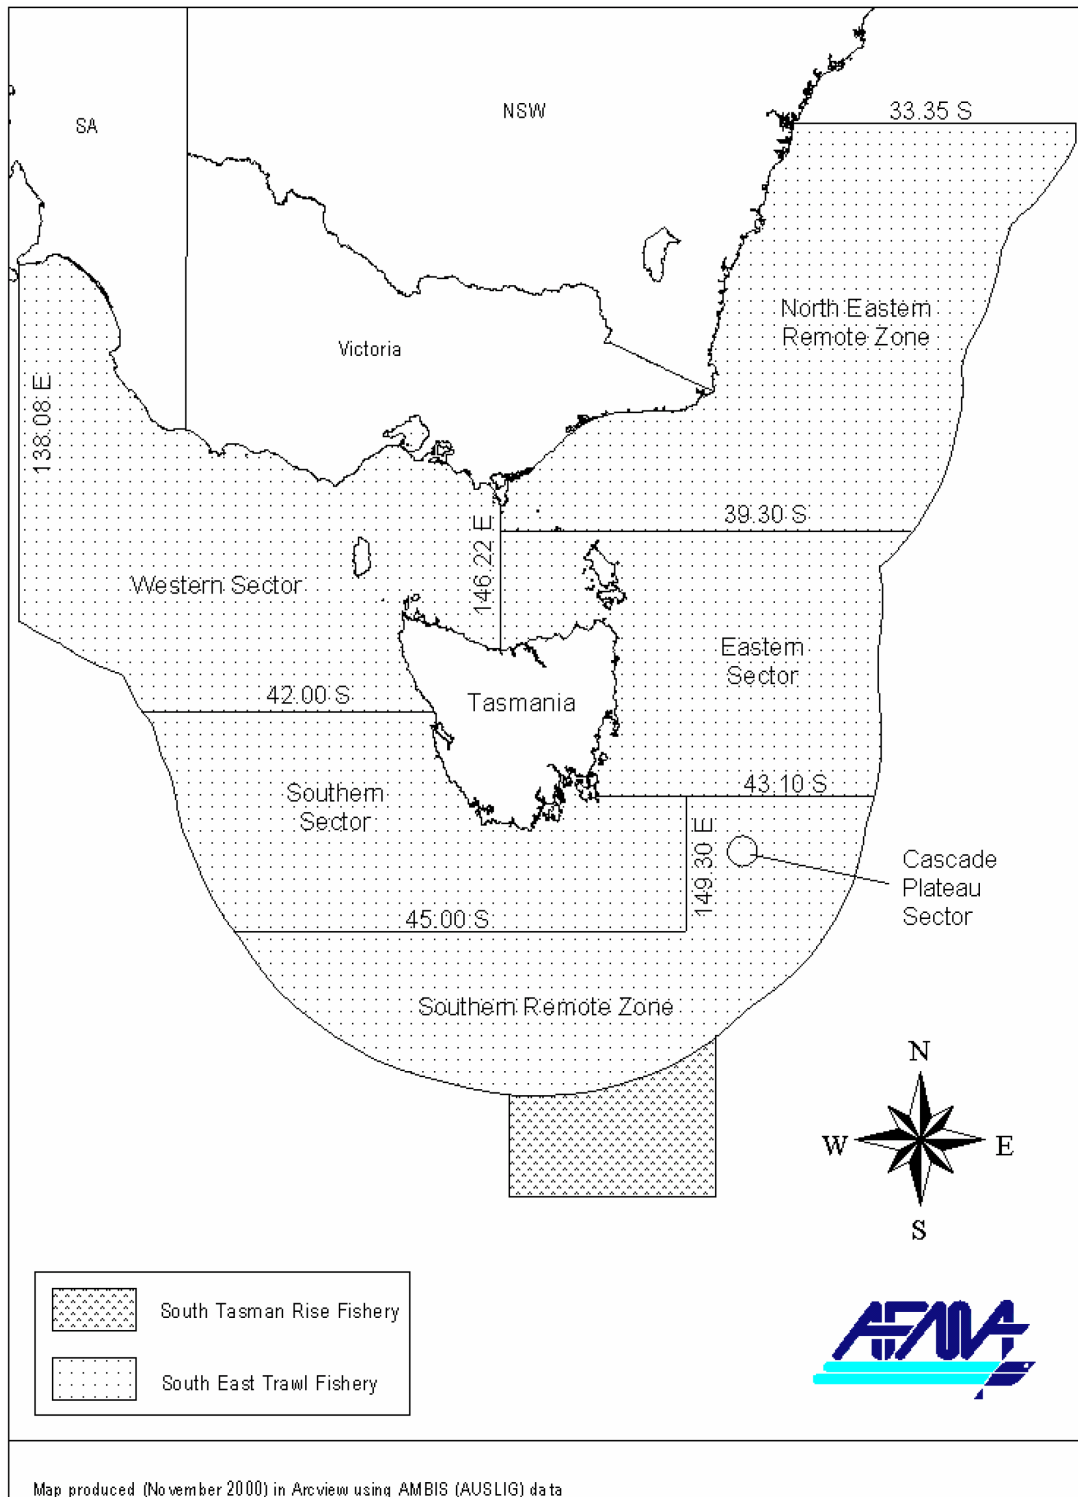 33.35 S
SA
NSW
North Eastern
Remote Zone
Victoria
138.08 E
39.30 S
146.22 E
Western Sector
Eastern
Sector
42.00 S
Tasmania
43.10 S
Southern
Sector
149.30 E
Cascade
Plateau
Sector
45.00 S
Southern Remote Zone
N
W
E
S
South Tasman Rise Fishery
South East Trawl Fishery
AFMA
Map produced (November 2000) in Arcview using AMBIS (AUSLIG) data